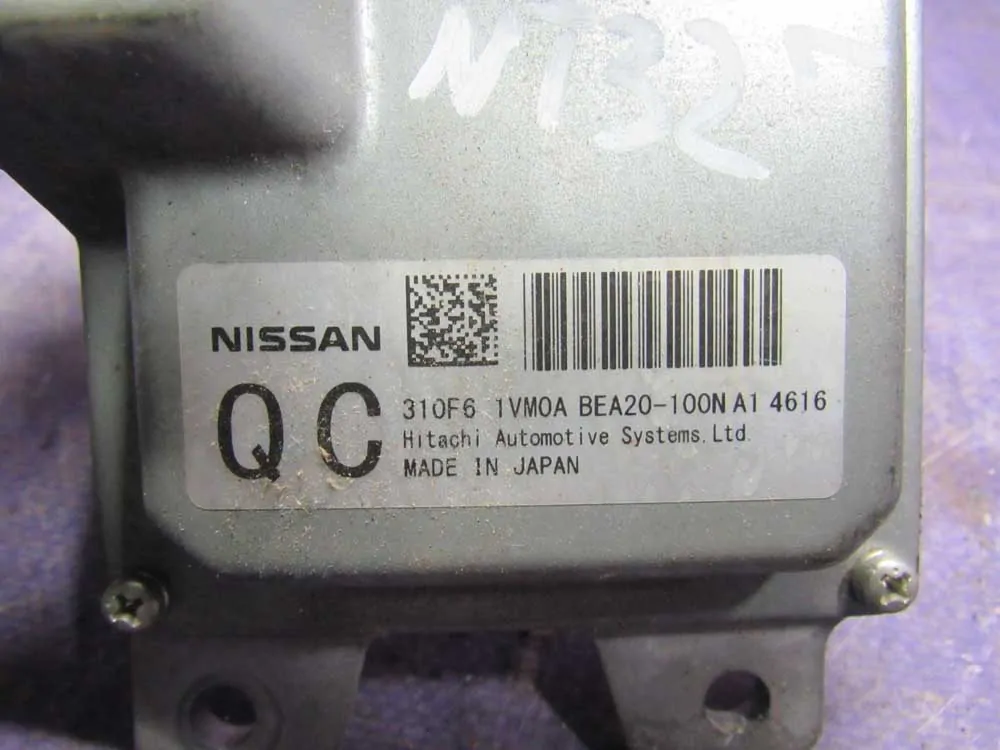 NT32
NISSAN
QC
310F6 1VM0A BEA20-100N A1 4616
Hitachi Automotive Systems, Ltd.
MADE IN JAPAN